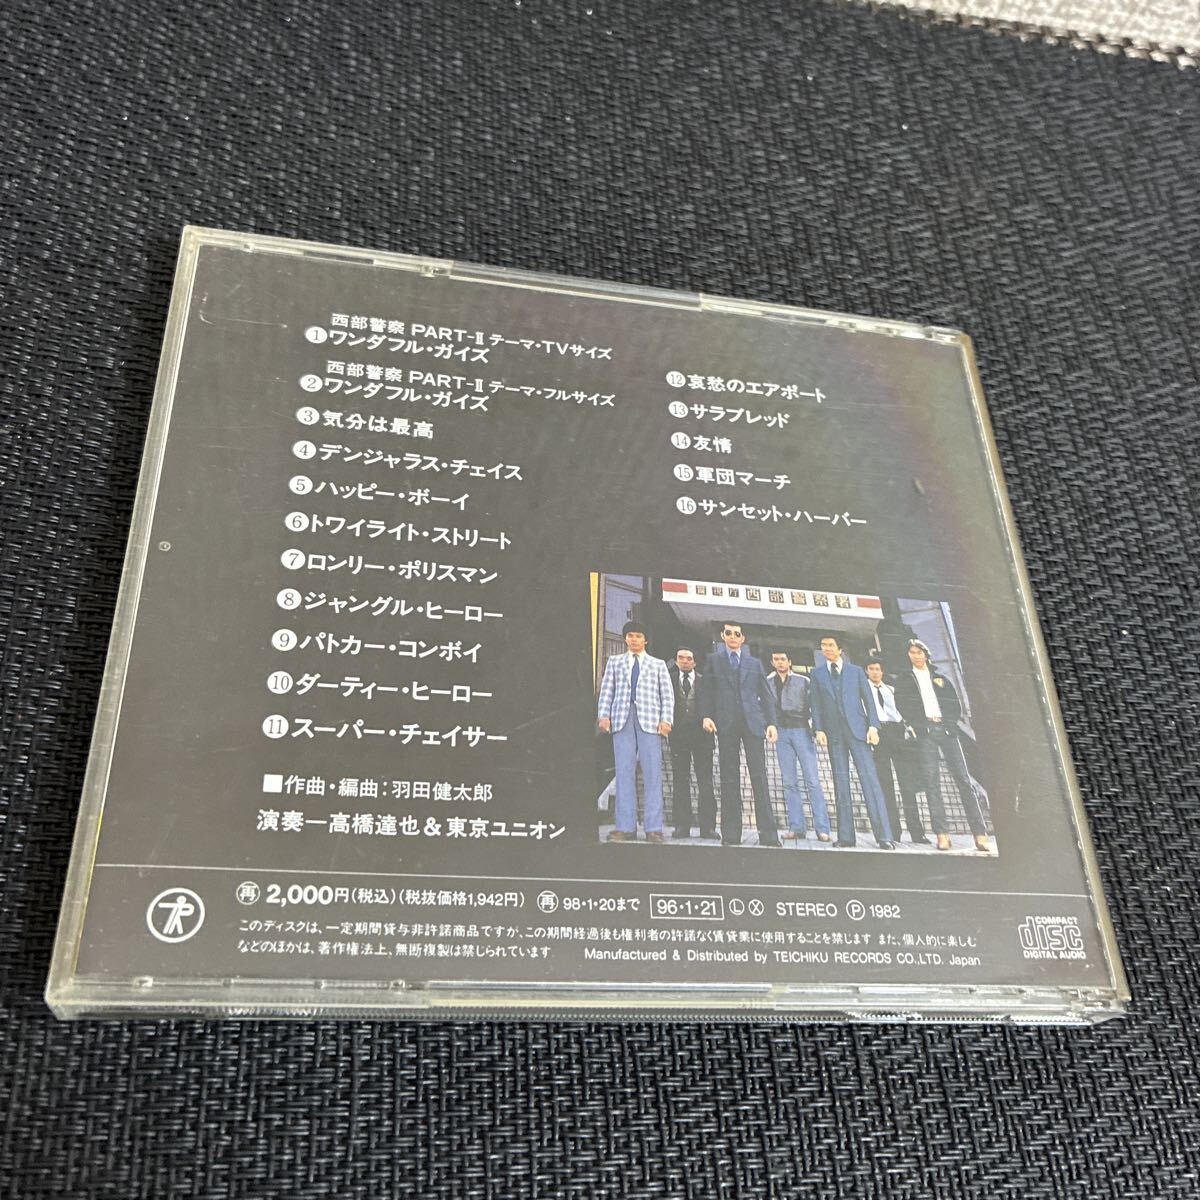 西部警察 PART-Ⅱ テーマ・TVサイズ
①ワンダフル・ガイズ
西部警察 PART-Ⅱ テーマ・フルサイズ
②ワンダフル・ガイズ
③気分は最高
④デンジャラス・チェイス
⑤ハッピー・ボーイ
⑥トワイライト・ストリート
⑦ロンリー・ポリスマン
⑧ジャングル・ヒーロー
⑨パトカー・コンボイ
⑩ダーティー・ヒーロー
⑪スーパー・チェイサー
⑫哀愁のエアポート
⑬サラブレッド
⑭友情
⑮軍団マーチ
⑯サンセット・ハーバー
警視庁西部警察署
■作曲・編曲：羽田健太郎
演奏―高橋達也&東京ユニオン
TR
再 2,000円(税込)(税抜価格1,942円) 再 98・1・20まで 96・1・21 Ⓛ Ⓧ STEREO Ⓟ 1982
このディスクは、一定期間貸与非許諾商品ですが、この期間経過後も権利者の許諾なく賃貸業に使用することを禁じます また、個人的に楽しむ
などのほかは、著作権法上、無断複製は禁じられています
Manufactured & Distributed by TEICHIKU RECORDS CO.,LTD. Japan
COMPACT
disc
DIGITAL AUDIO